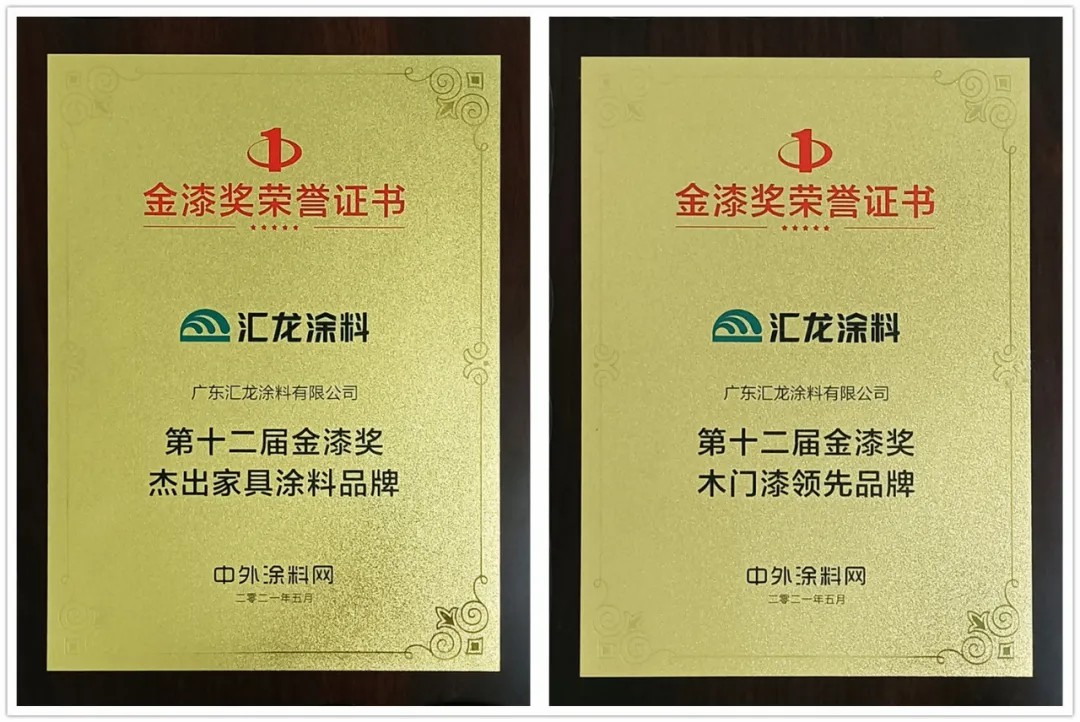 1
金漆奖荣誉证书
汇龙涂料
广东汇龙涂料有限公司
第十二届金漆奖
杰出家具涂料品牌
中外涂料网
二零二一年五月
1
金漆奖荣誉证书
汇龙涂料
广东汇龙涂料有限公司
第十二届金漆奖
木门漆领先品牌
中外涂料网
二零二一年五月